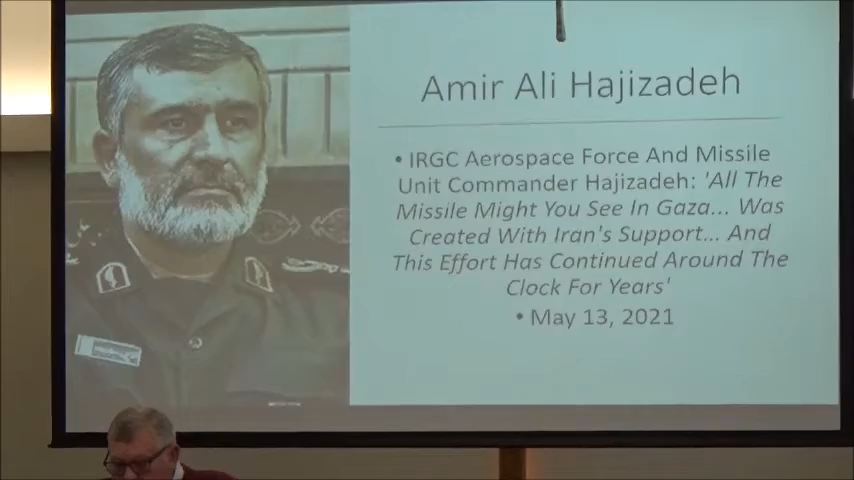 Amir Ali Hajizadeh
• IRGC Aerospace Force And Missile
Unit Commander Hajizadeh: 'All The
Missile Might You See In Gaza... Was
Created With Iran's Support... And
This Effort Has Continued Around The
Clock For Years'
• May 13, 2021